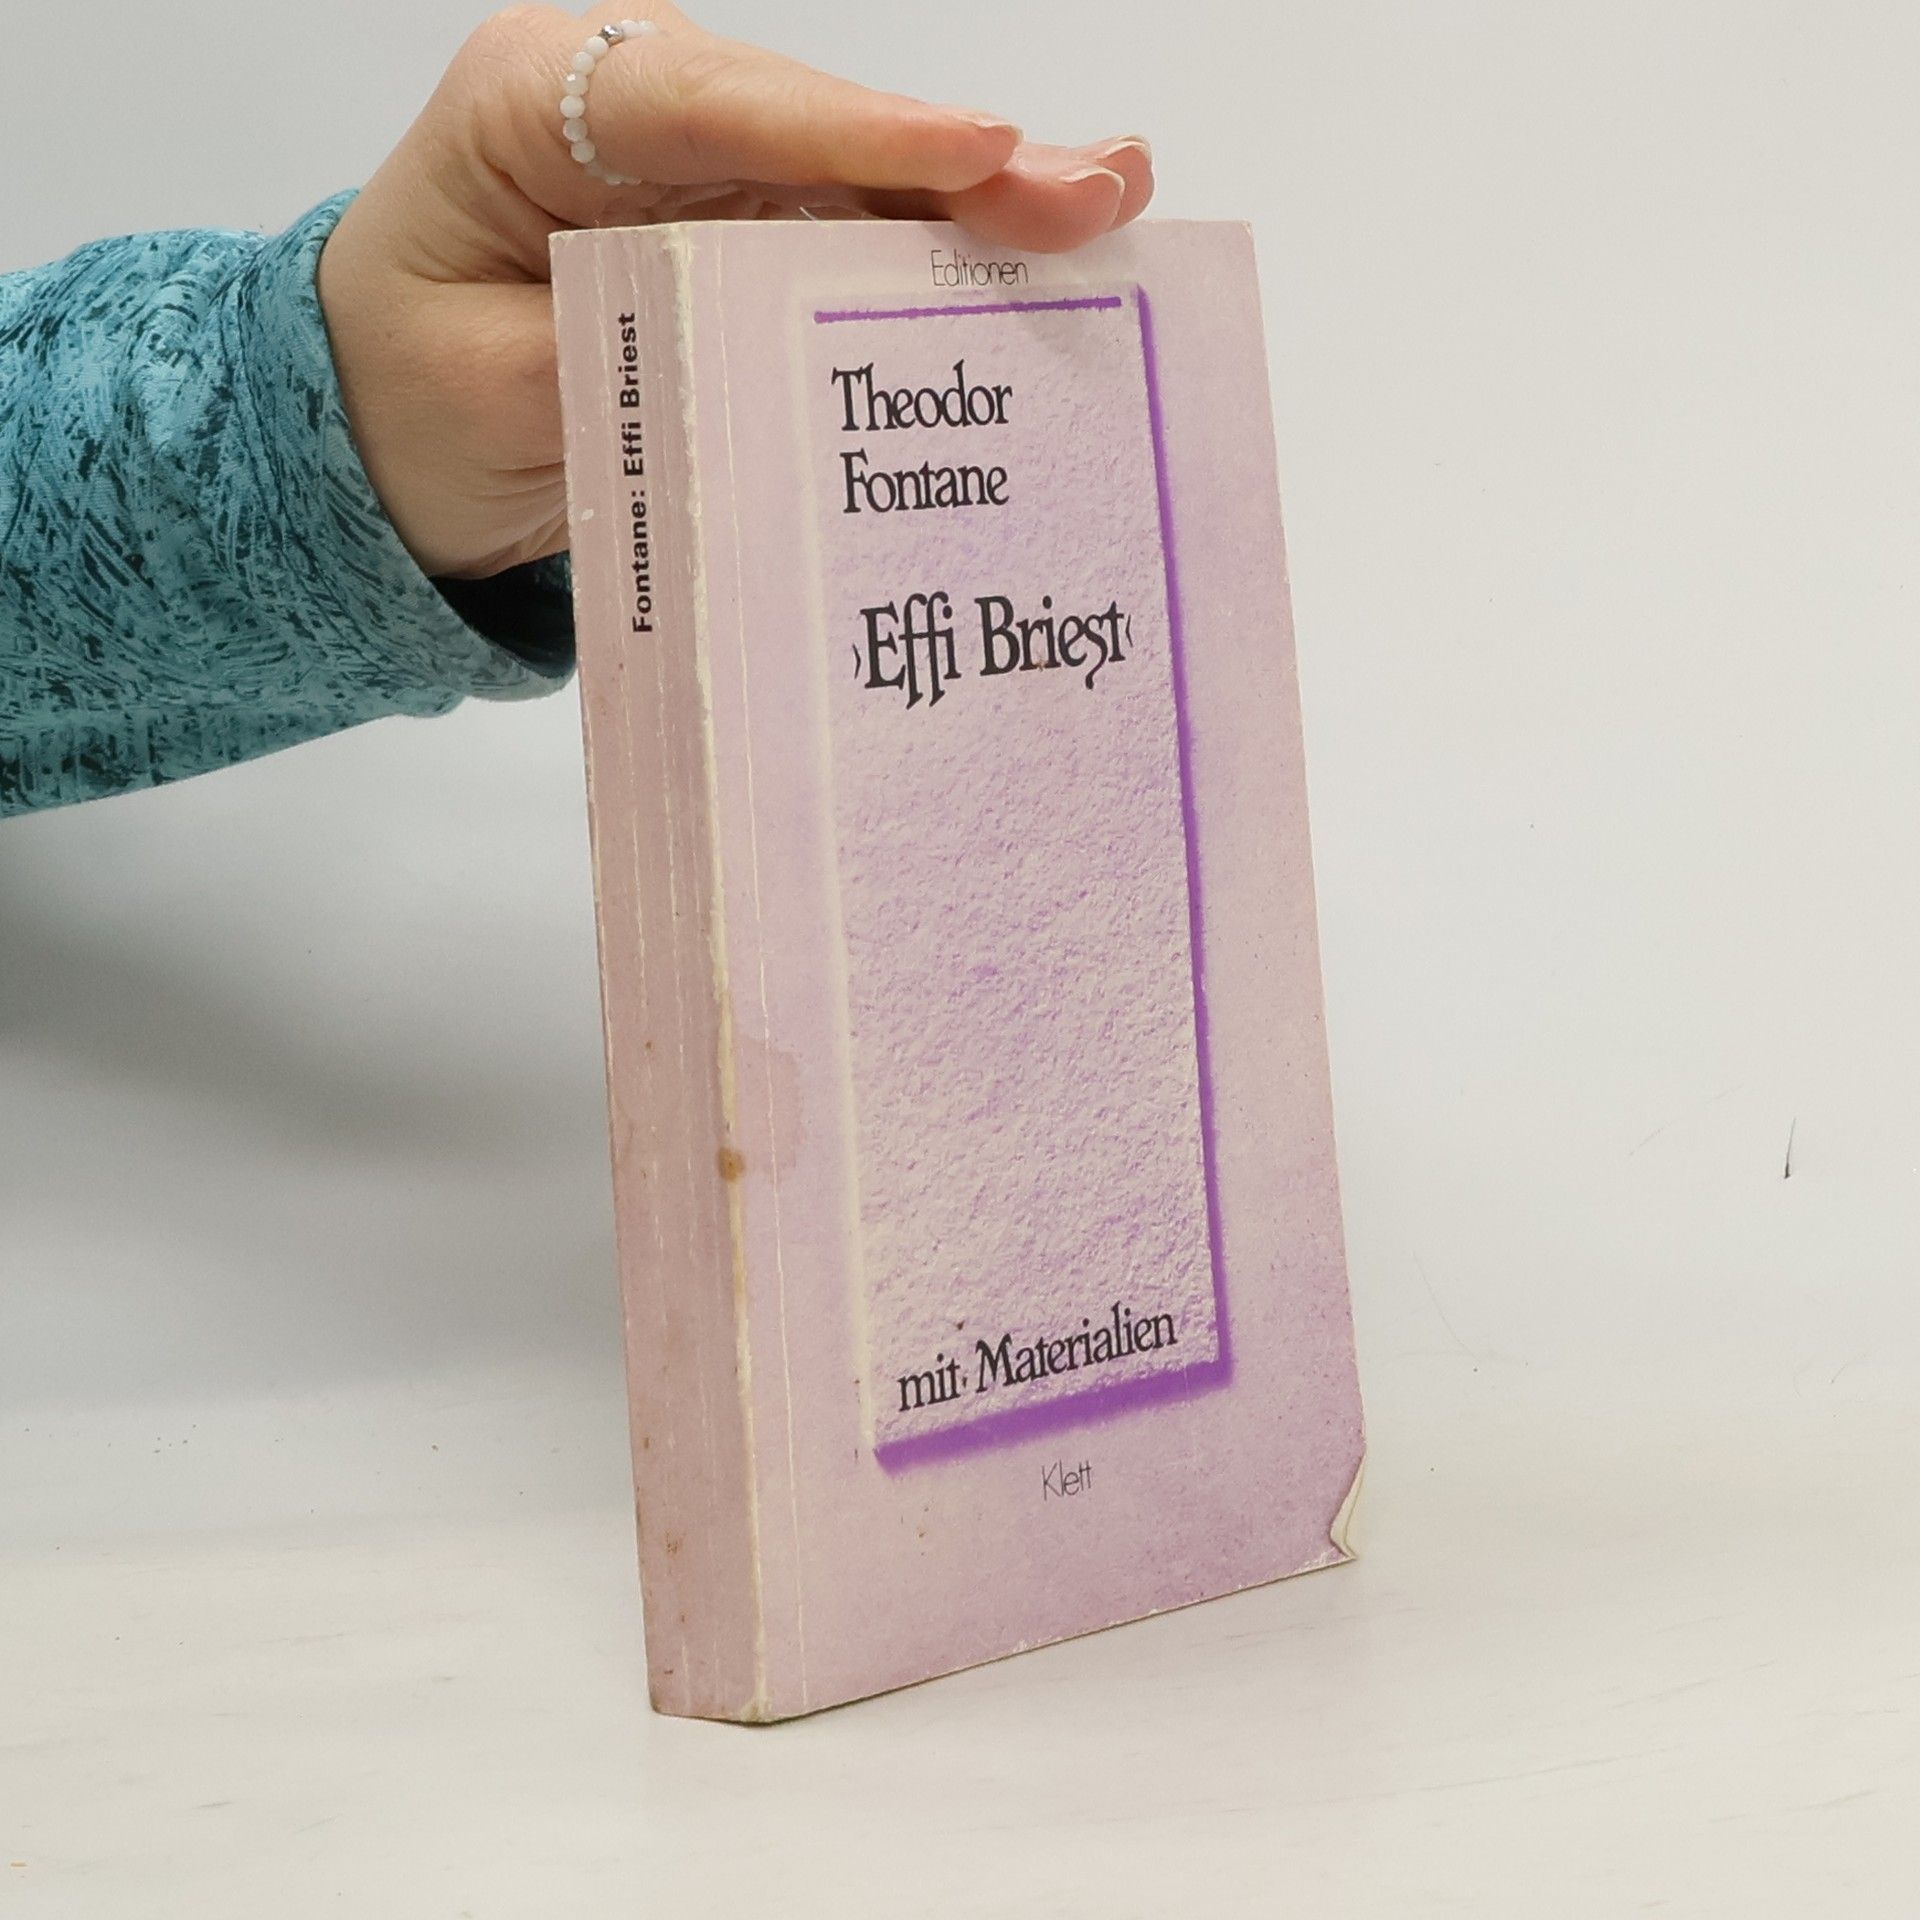 Fontane: Effi Briest
Editionen
Theodor
Fontane
›Effi Briest‹
mit Materialien
Klett